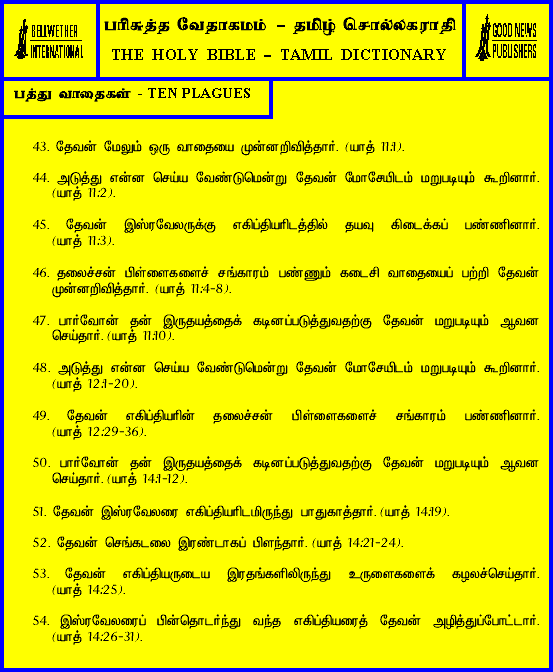 BELLWETHER
INTERNATIONAL
பரிசுத்த வேதாகமம் – தமிழ் சொல்லகராதி
THE HOLY BIBLE – TAMIL DICTIONARY
GOOD NEWS
PUBLISHERS
பத்து வாதைகள் - TEN PLAGUES
43. தேவன் மேலும் ஒரு வாதையை முன்னறிவித்தார். (யாத் 11:1).
44. அடுத்து என்ன செய்ய வேண்டுமென்று தேவன் மோசேயிடம் மறுபடியும் கூறினார்.
(யாத் 11:2).
45. தேவன் இஸ்ரவேலருக்கு எகிப்தியரிடத்தில் தயவு கிடைக்கப் பண்ணினார்.
(யாத் 11:3).
46. தலைச்சன் பிள்ளைகளைச் சங்காரம் பண்ணும் கடைசி வாதையைப் பற்றி தேவன்
முன்னறிவித்தார். (யாத் 11:4-8).
47. பார்வோன் தன் இருதயத்தைக் கடினப்படுத்துவதற்கு தேவன் மறுபடியும் ஆவன
செய்தார். (யாத் 11:10).
48. அடுத்து என்ன செய்ய வேண்டுமென்று தேவன் மோசேயிடம் மறுபடியும் கூறினார்.
(யாத் 12:1-20).
49. தேவன் எகிப்தியரின் தலைச்சன் பிள்ளைகளைச் சங்காரம் பண்ணினார்.
(யாத் 12:29-36).
50. பார்வோன் தன் இருதயத்தைக் கடினப்படுத்துவதற்கு தேவன் மறுபடியும் ஆவன
செய்தார். (யாத் 14:1-12).
51. தேவன் இஸ்ரவேலரை எகிப்தியரிடமிருந்து பாதுகாத்தார். (யாத் 14:19).
52. தேவன் செங்கடலை இரண்டாகப் பிளந்தார். (யாத் 14:21-24).
53. தேவன் எகிப்தியருடைய இரதங்களிலிருந்து உருளைகளைக் கழலச்செய்தார்.
(யாத் 14:25).
54. இஸ்ரவேலரைப் பின்தொடர்ந்து வந்த எகிப்தியரைத் தேவன் அழித்துப்போட்டார்.
(யாத் 14:26-31).